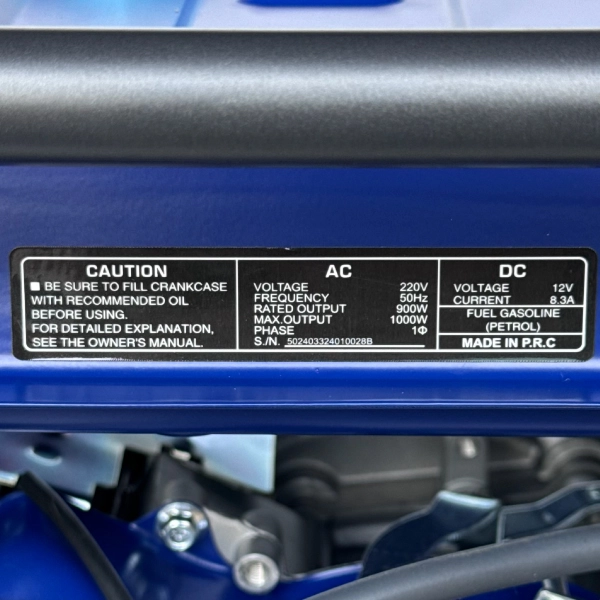 CAUTION
■ BE SURE TO FILL CRANKCASE
WITH RECOMMENDED OIL
BEFORE USING.
FOR DETAILED EXPLANATION,
SEE THE OWNER'S MANUAL.
AC
VOLTAGE 220V
FREQUENCY 50Hz
RATED OUTPUT 900W
MAX.OUTPUT 1000W
PHASE 1Φ
S./N. 502403324010028B
DC
VOLTAGE 12V
CURRENT 8.3A
FUEL GASOLINE
(PETROL)
MADE IN P.R.C